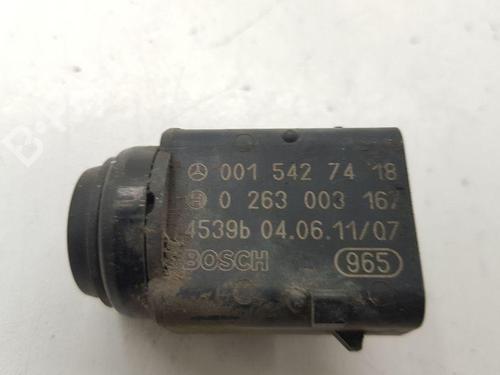 001 542 74 18
0 263 003 167
4539b 04.06.11/07
BOSCH 965